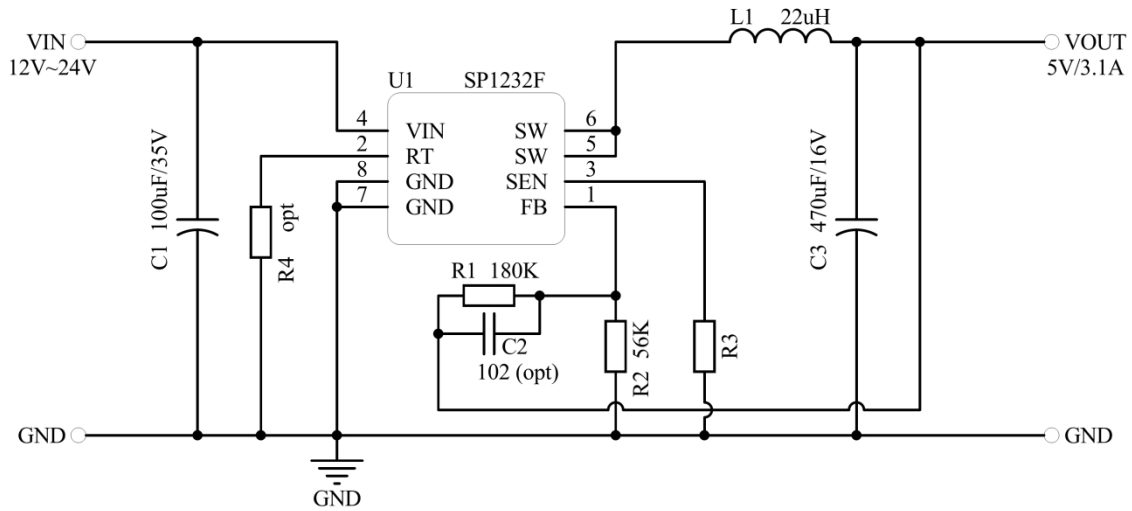 L1 22uH
VIN
12V~24V
VOUT
5V/3.1A
U1 SP1232F
4 VIN SW 6
2 RT SW 5
8 GND SEN 3
7 GND FB 1
C1 100uF/35V
R4 opt
C3 470uF/16V
R1 180K
C2
102 (opt)
R2 56K
R3
GND
GND
GND